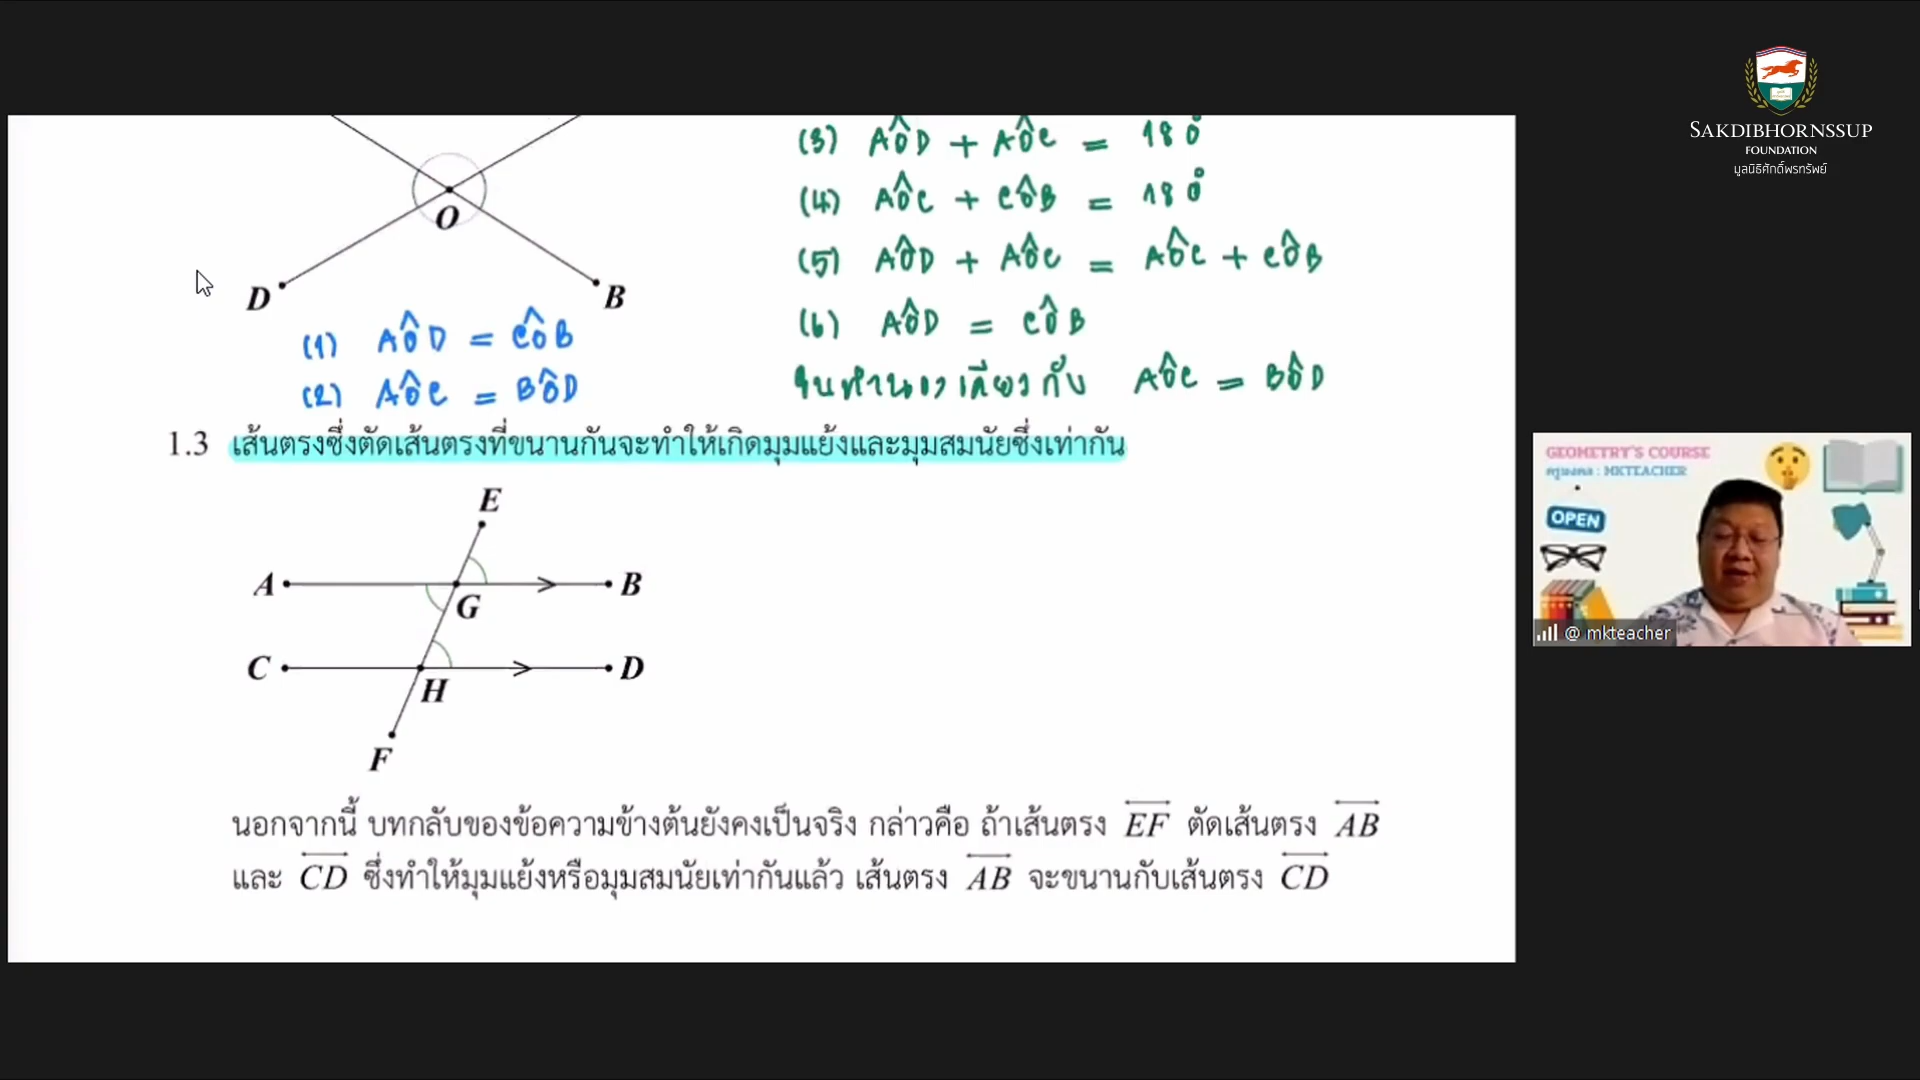 SAKDIBHORNSSUP
FOUNDATION
มูลนิธิศักดิ์พรทรัพย์
O
D
B
(1) AÔD = CÔB
(2) AÔC = BÔD
(3) AÔD + AÔC = 180°
(4) AÔC + CÔB = 180°
(5) AÔD + AÔC = AÔC + CÔB
(6) AÔD = CÔB
ในทำนองเดียวกับ AÔC = BÔD
1.3 เส้นตรงซึ่งตัดเส้นตรงที่ขนานกันจะทำให้เกิดมุมแย้งและมุมสมนัยซึ่งเท่ากัน
E
A
B
G
C
D
H
F
นอกจากนี้ บทกลับของข้อความข้างต้นยังคงเป็นจริง กล่าวคือ ถ้าเส้นตรง EF ตัดเส้นตรง AB
และ CD ซึ่งทำให้มุมแย้งหรือมุมสมนัยเท่ากันแล้ว เส้นตรง AB จะขนานกับเส้นตรง CD
GEOMETRY'S COURSE
ครูมงคล : MKTEACHER
OPEN
@ mkteacher